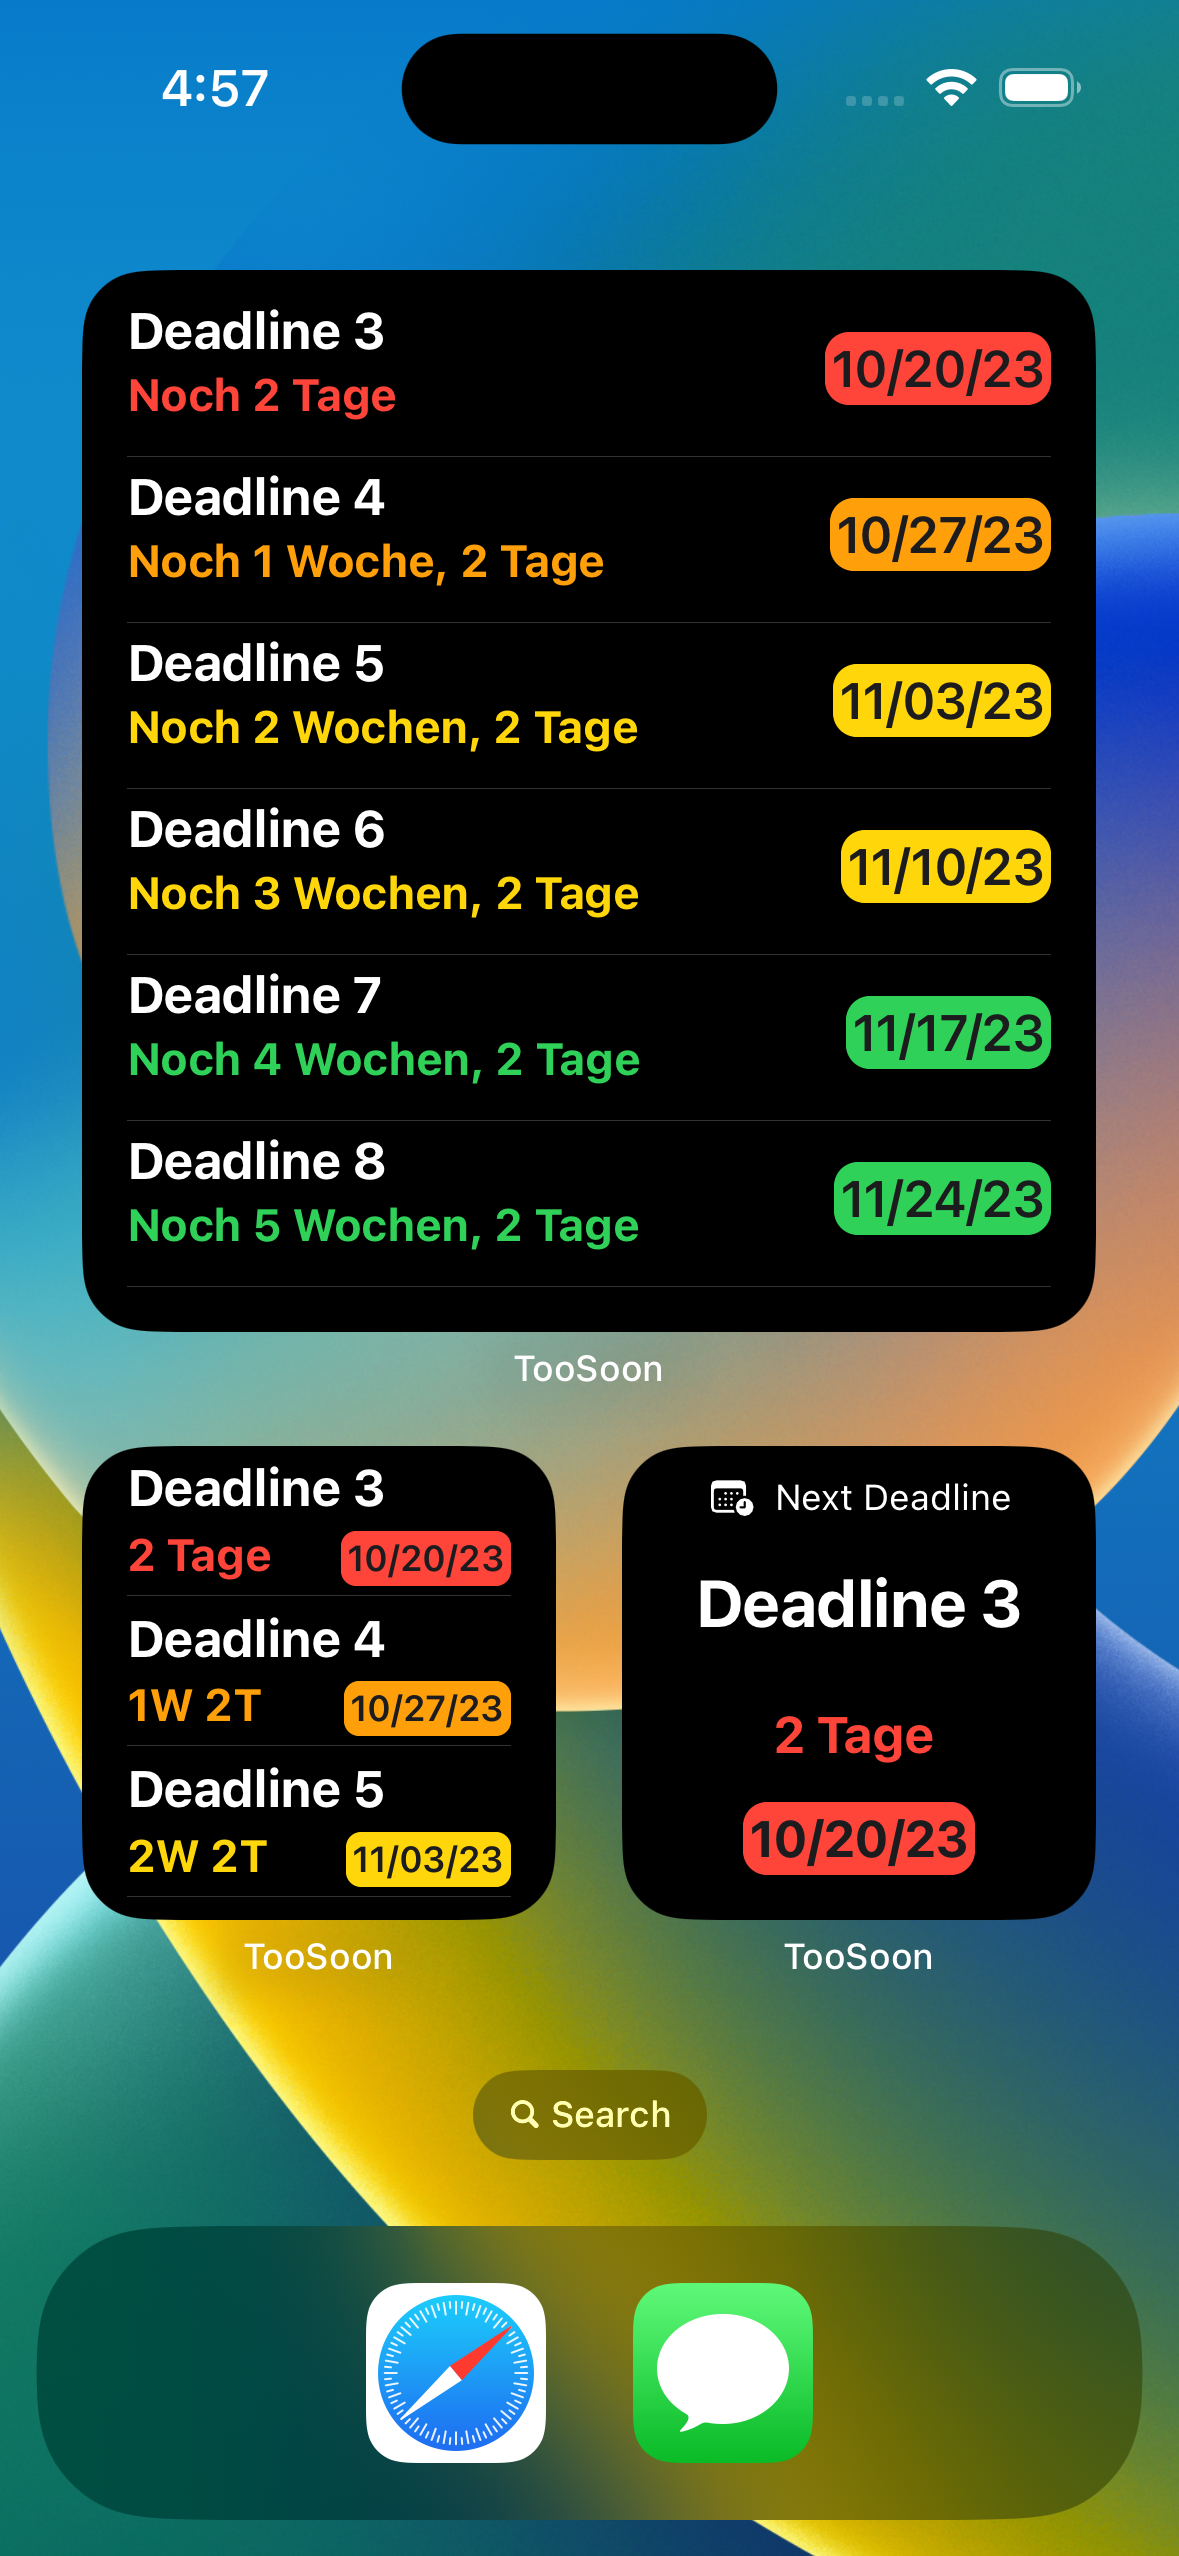 4:57
Deadline 3
Noch 2 Tage
10/20/23
Deadline 4
Noch 1 Woche, 2 Tage
10/27/23
Deadline 5
Noch 2 Wochen, 2 Tage
11/03/23
Deadline 6
Noch 3 Wochen, 2 Tage
11/10/23
Deadline 7
Noch 4 Wochen, 2 Tage
11/17/23
Deadline 8
Noch 5 Wochen, 2 Tage
11/24/23
TooSoon
Deadline 3
2 Tage 10/20/23
Deadline 4
1W 2T 10/27/23
Deadline 5
2W 2T 11/03/23
TooSoon
Next Deadline
Deadline 3
2 Tage
10/20/23
TooSoon
Search